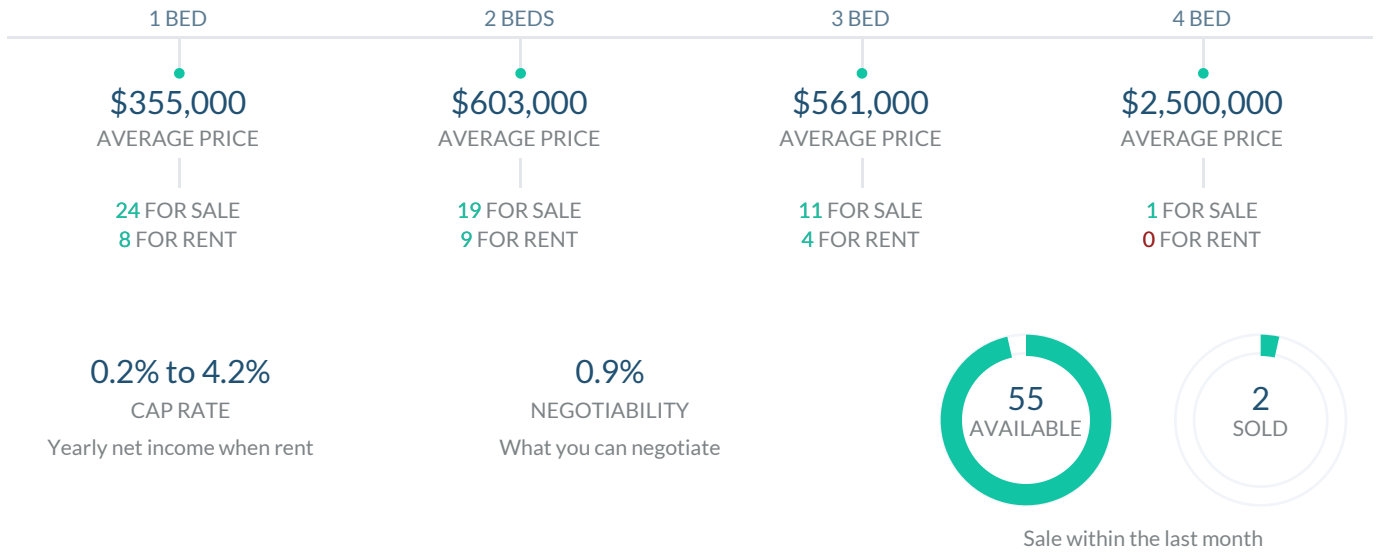 1 BED
2 BEDS
3 BED
4 BED
$355,000
AVERAGE PRICE
24 FOR SALE
8 FOR RENT
$603,000
AVERAGE PRICE
19 FOR SALE
9 FOR RENT
$561,000
AVERAGE PRICE
11 FOR SALE
4 FOR RENT
$2,500,000
AVERAGE PRICE
1 FOR SALE
0 FOR RENT
0.2% to 4.2%
CAP RATE
Yearly net income when rent
0.9%
NEGOTIABILITY
What you can negotiate
55
AVAILABLE
2
SOLD
Sale within the last month